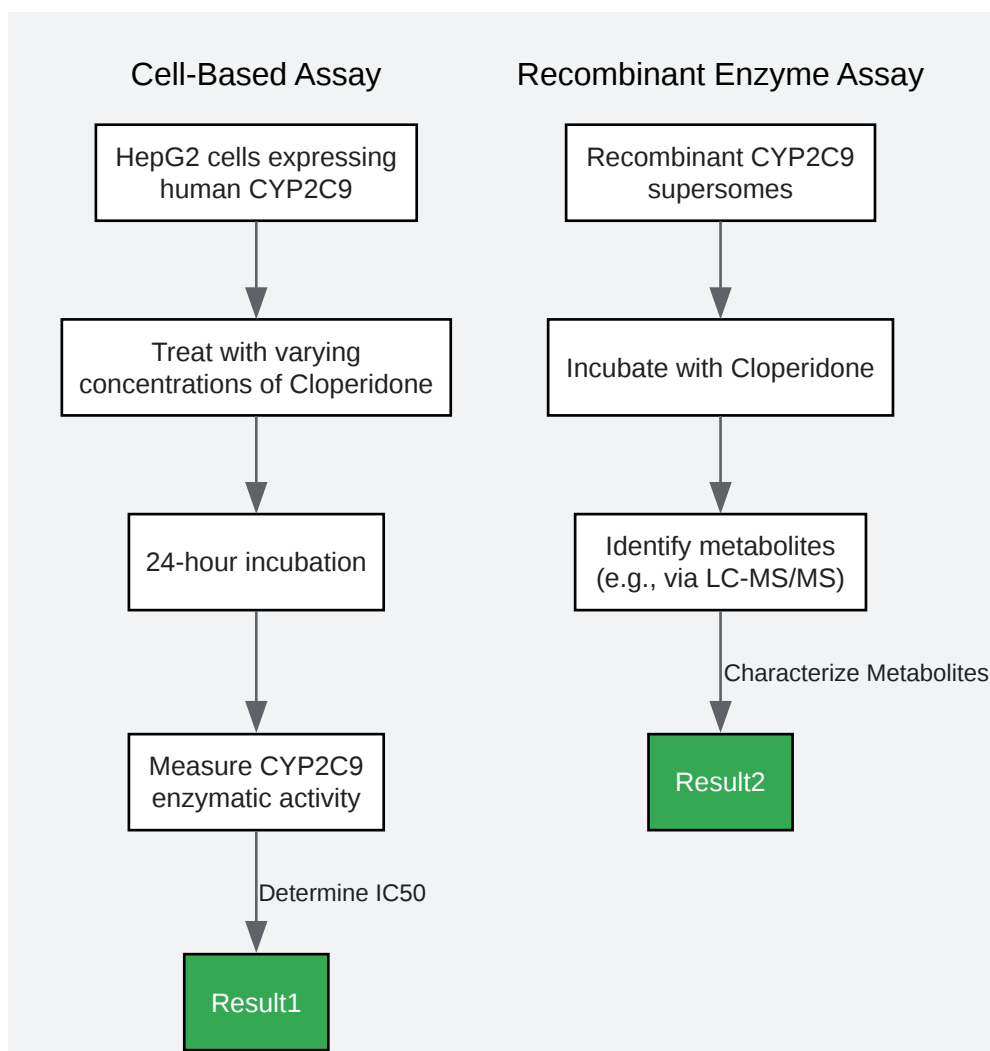 Cell-Based Assay
HepG2 cells expressing
human CYP2C9
Treat with varying
concentrations of Cloperidone
24-hour incubation
Measure CYP2C9
enzymatic activity
Determine IC50
Result1
Recombinant Enzyme Assay
Recombinant CYP2C9
supersomes
Incubate with Cloperidone
Identify metabolites
(e.g., via LC-MS/MS)
Characterize Metabolites
Result2